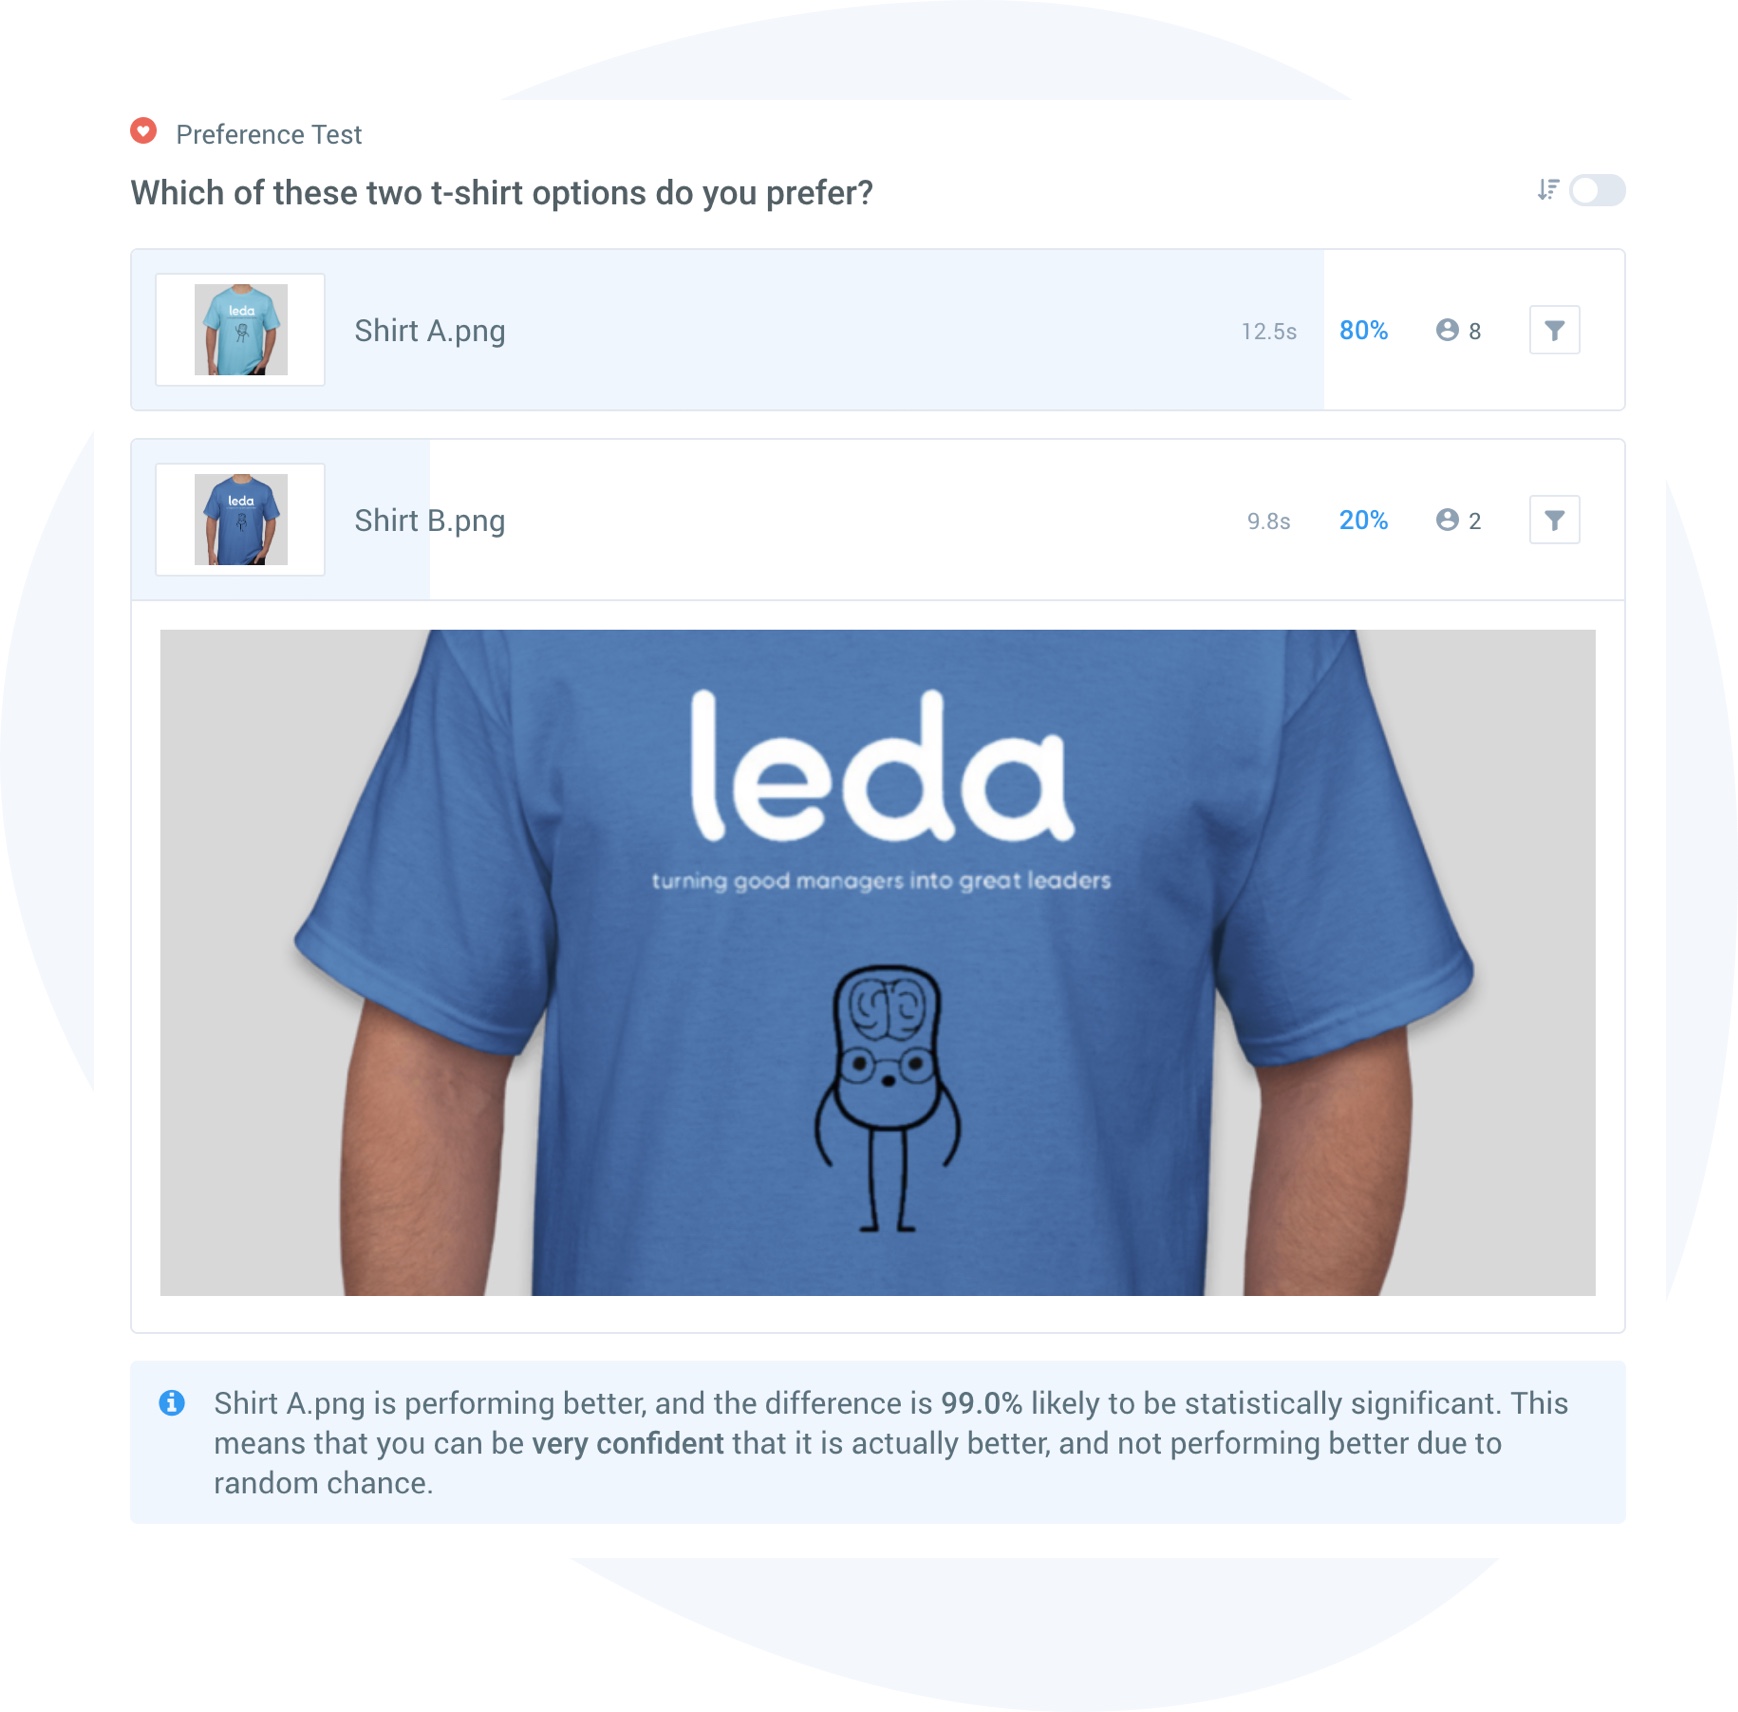 Preference Test
Which of these two t-shirt options do you prefer?
leda
Shirt A.png
12.5s
80%
8
leda
Shirt B.png
9.8s
20%
2
leda
turning good managers into great leaders
Shirt A.png is performing better, and the difference is 99.0% likely to be statistically significant. This
means that you can be very confident that it is actually better, and not performing better due to
random chance.